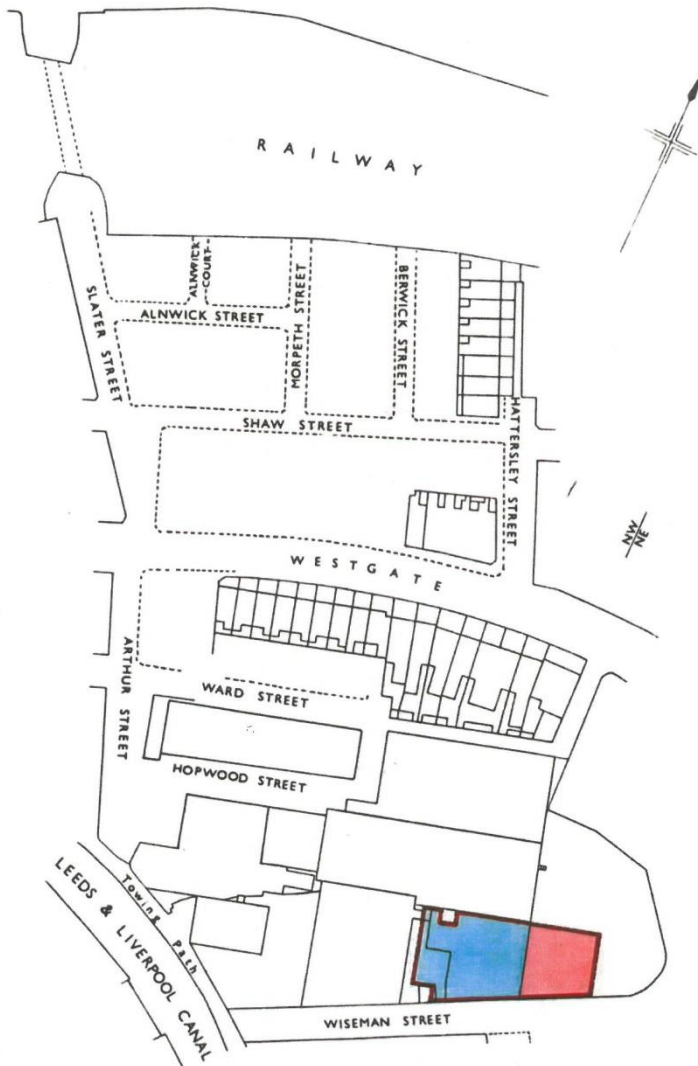 RAILWAY
ALNWICK
COURT
SLATER STREET
ALNWICK STREET
MORPETH STREET
BERWICK STREET
SHAW STREET
HATTERSLEY STREET
NW
NE
WESTGATE
ARTHUR STREET
WARD STREET
HOPWOOD STREET
Towing Path
LEEDS & LIVERPOOL CANAL
WISEMAN STREET